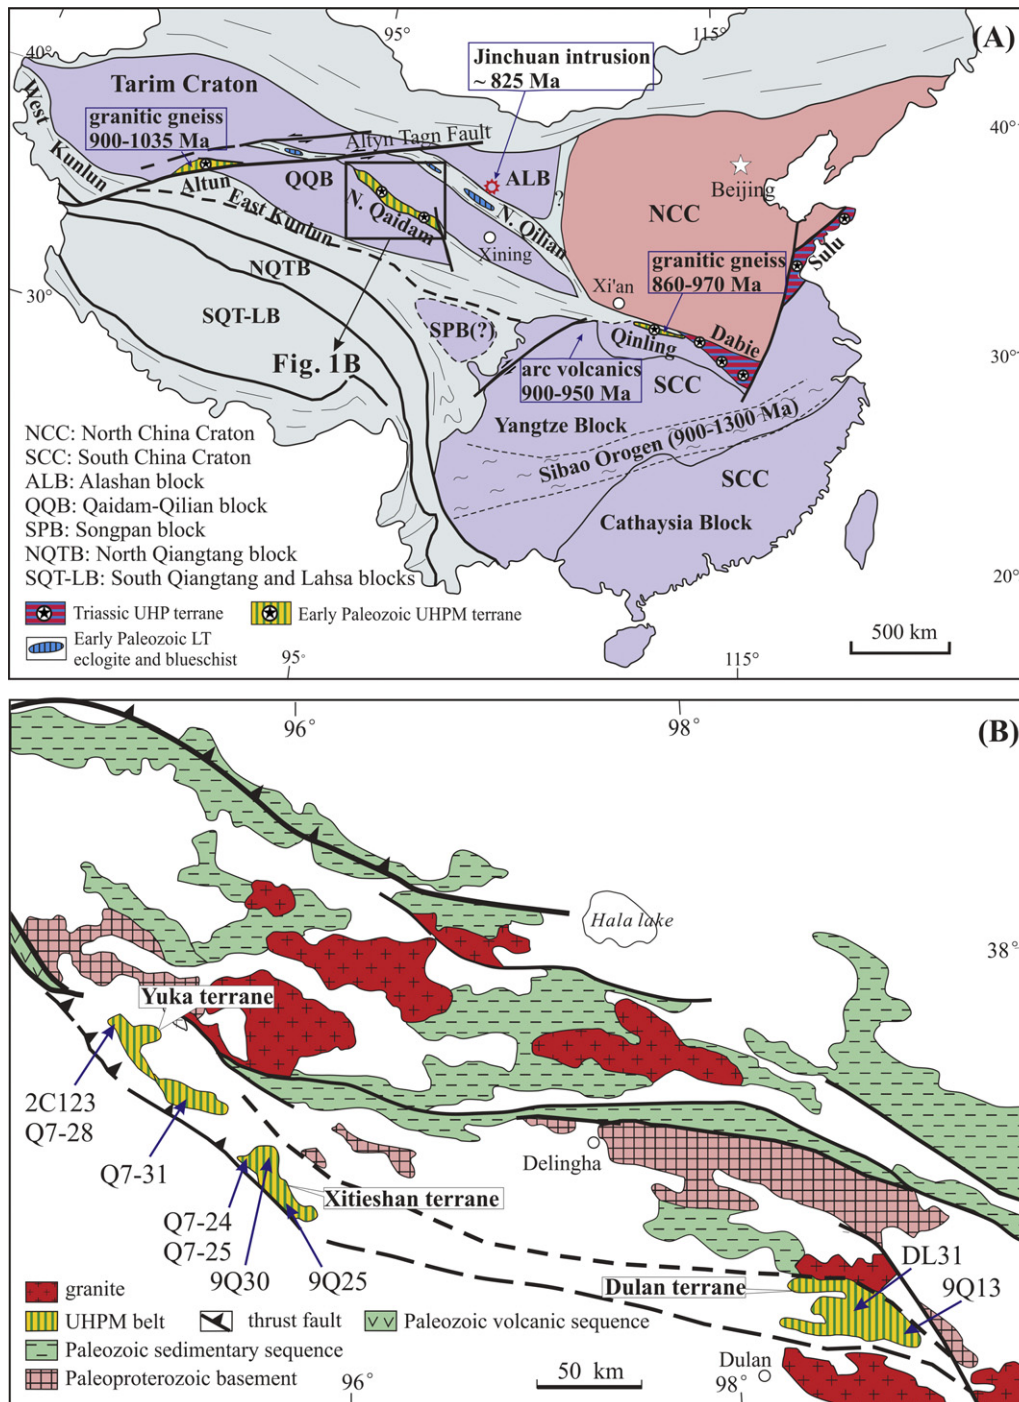 95°
115°
(A)
40°
Jinchuan intrusion
~ 825 Ma
Tarim Craton
West
Kunlun
granitic gneiss
900-1035 Ma
Altyn Tagn Fault
40°
Altun
QQB
ALB
?
Beijing
East Kunlun
N. Qaidam
N. Qilian
NCC
Xining
Sulu
NQTB
granitic gneiss
860-970 Ma
30°
Xi'an
SQT-LB
SPB(?)
Qinling
Dabie
30°
Fig. 1B
arc volcanics
900-950 Ma
SCC
Yangtze Block
Sibao Orogen (900-1300 Ma)
SCC
Cathaysia Block
NCC: North China Craton
SCC: South China Craton
ALB: Alashan block
QQB: Qaidam-Qilian block
SPB: Songpan block
NQTB: North Qiangtang block
SQT-LB: South Qiangtang and Lahsa blocks
20°
Triassic UHP terrane
Early Paleozoic UHPM terrane
Early Paleozoic LT
eclogite and blueschist
500 km
95°
115°
96°
98°
(B)
Hala lake
38°
Yuka terrane
2C123
Q7-28
Q7-31
Delingha
Xitieshan terrane
Q7-24
Q7-25
9Q30
9Q25
DL31
Dulan terrane
9Q13
granite
UHPM belt
thrust fault
Paleozoic volcanic sequence
Paleozoic sedimentary sequence
Paleoproterozoic basement
50 km
Dulan
96°
98°